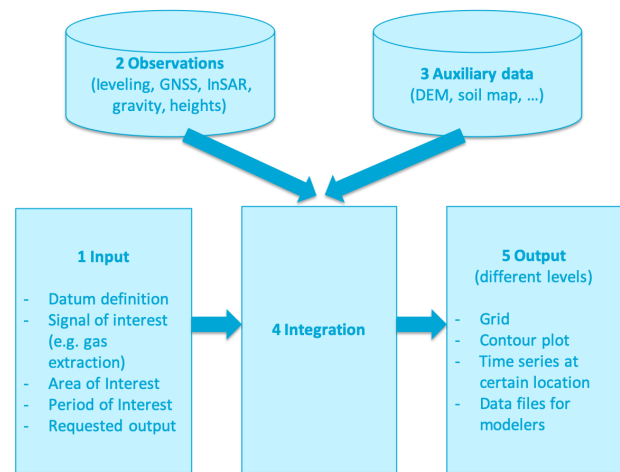 2 Observations
(leveling, GNSS, InSAR,
gravity, heights)
3 Auxiliary data
(DEM, soil map, ...)
1 Input
- Datum definition
- Signal of interest
(e.g. gas
extraction)
- Area of Interest
- Period of Interest
- Requested output
4 Integration
5 Output
(different levels)
- Grid
- Contour plot
- Time series at
certain location
- Data files for
modelers